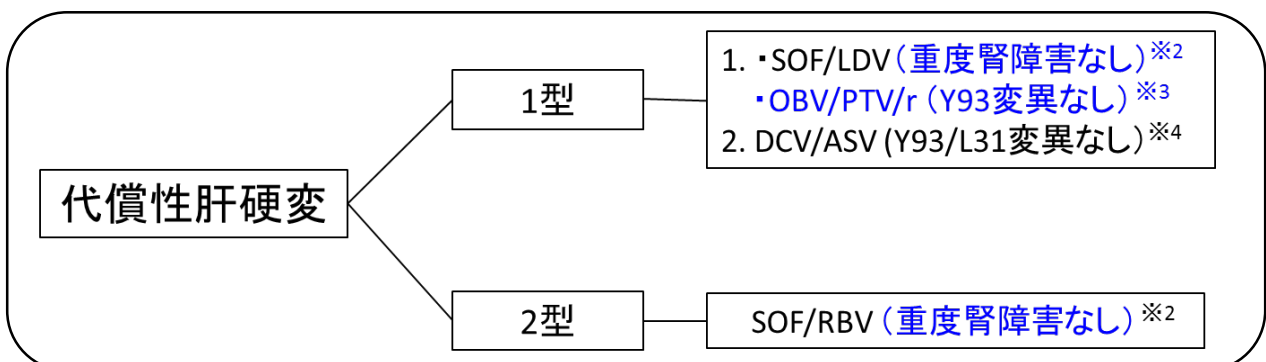 代償性肝硬変
1型
1. ・SOF/LDV(重度腎障害なし)※2
・OBV/PTV/r (Y93変異なし)※3
2. DCV/ASV (Y93/L31変異なし)※4
2型
SOF/RBV (重度腎障害なし)※2